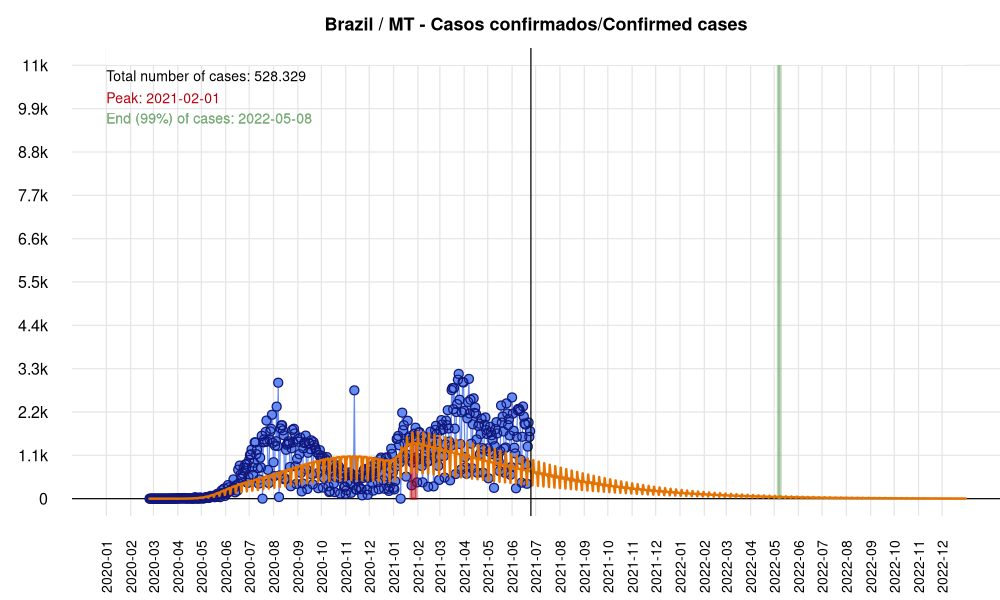 Brazil / MT - Casos confirmados/Confirmed cases
Total number of cases: 528.329
Peak: 2021-02-01
End (99%) of cases: 2022-05-08
11k
9.9k
8.8k
7.7k
6.6k
5.5k
4.4k
3.3k
2.2k
1.1k
0
2020-01
2020-02
2020-03
2020-04
2020-05
2020-06
2020-07
2020-08
2020-09
2020-10
2020-11
2020-12
2021-01
2021-02
2021-03
2021-04
2021-05
2021-06
2021-07
2021-08
2021-09
2021-10
2021-11
2021-12
2022-01
2022-02
2022-03
2022-04
2022-05
2022-06
2022-07
2022-08
2022-09
2022-10
2022-11
2022-12